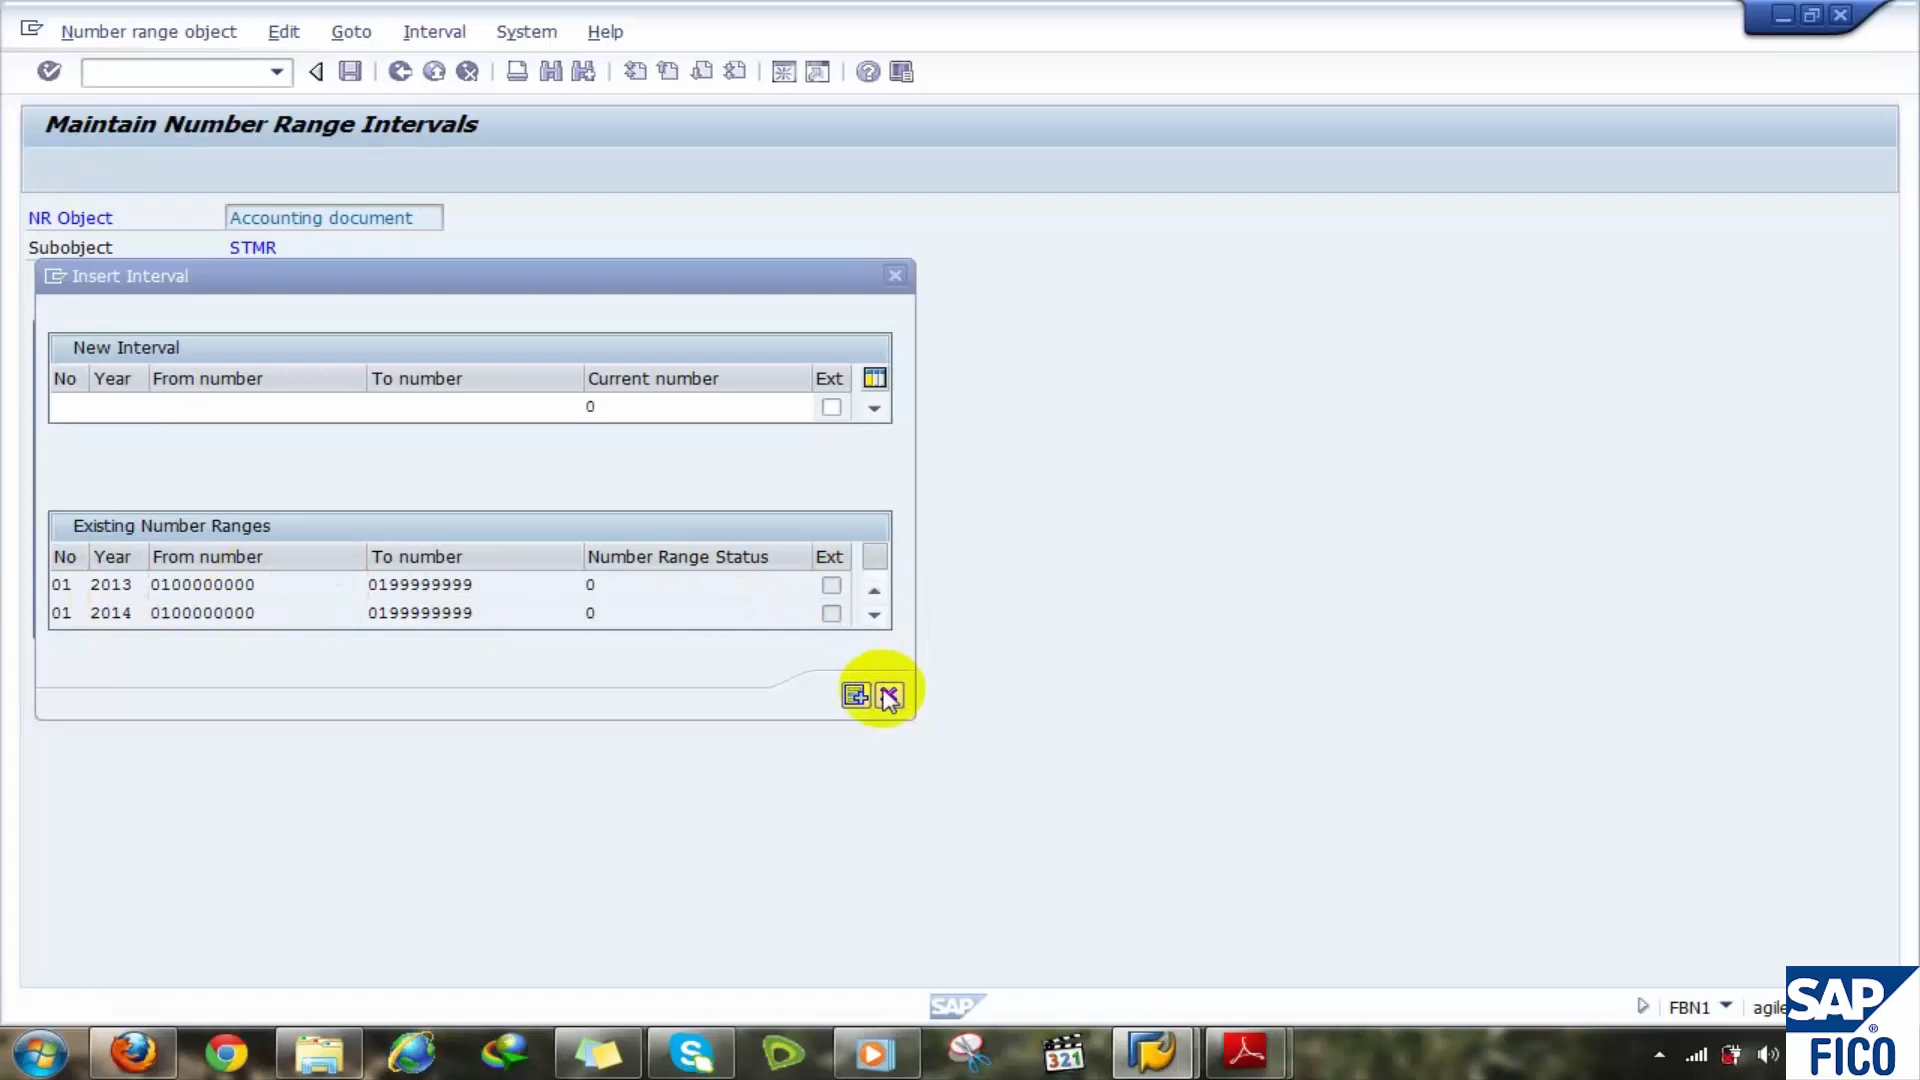 Number range object Edit Goto Interval System Help
Maintain Number Range Intervals
NR Object Accounting document
Subobject STMR
Insert Interval
New Interval
No Year From number To number Current number Ext
0
Existing Number Ranges
No Year From number To number Number Range Status Ext
01 2013 0100000000 0199999999 0
01 2014 0100000000 0199999999 0
SAP
FBN1 agile
SAP ®
FICO
321